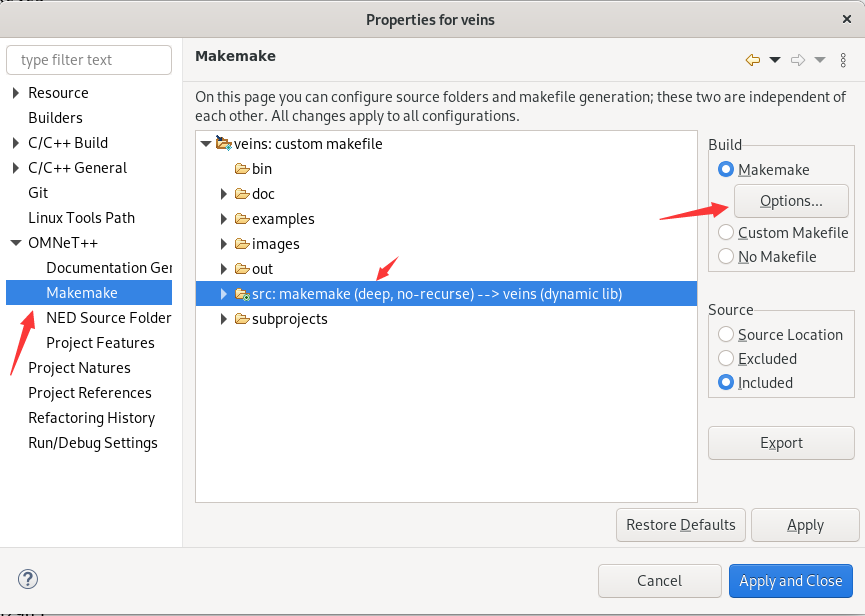 Properties for veins
type filter text
Resource
Builders
C/C++ Build
C/C++ General
Git
Linux Tools Path
OMNeT++
Documentation Ger
Makemake
NED Source Folder
Project Features
Project Natures
Project References
Refactoring History
Run/Debug Settings
Makemake
On this page you can configure source folders and makefile generation; these two are independent of
each other. All changes apply to all configurations.
veins: custom makefile
bin
doc
examples
images
out
src: makemake (deep, no-recurse) --> veins (dynamic lib)
subprojects
Build
Makemake
Options...
Custom Makefile
No Makefile
Source
Source Location
Excluded
Included
Export
Restore Defaults
Apply
Cancel
Apply and Close